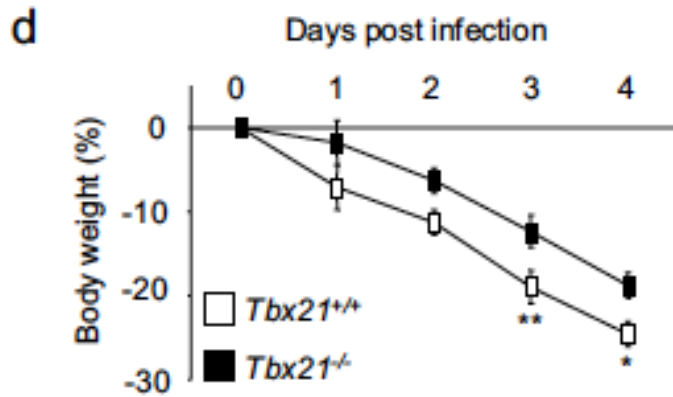 d
Days post infection
0 1 2 3 4
Body weight (%)
0
-10
-20
-30
Tbx21+/+
Tbx21-/-
**
*